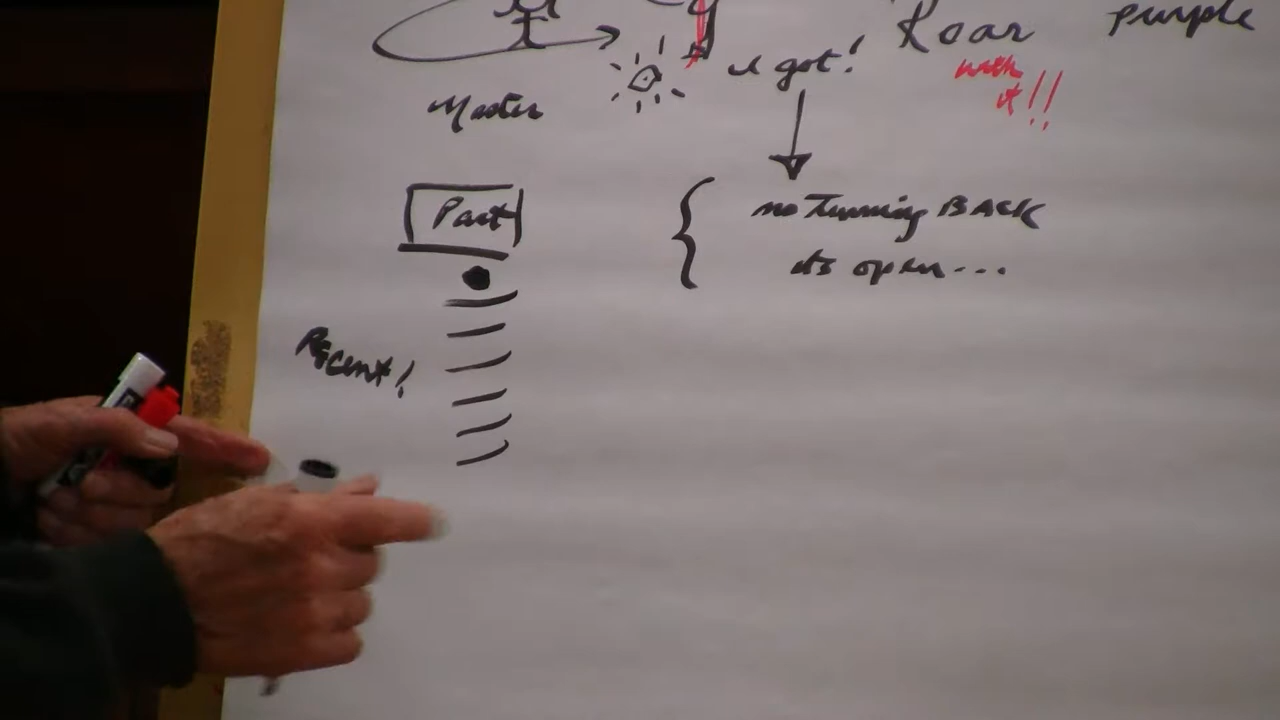 Roar purple
I got!
with
it!!
Master
Past
no Turning BACK
its open...
Recent!